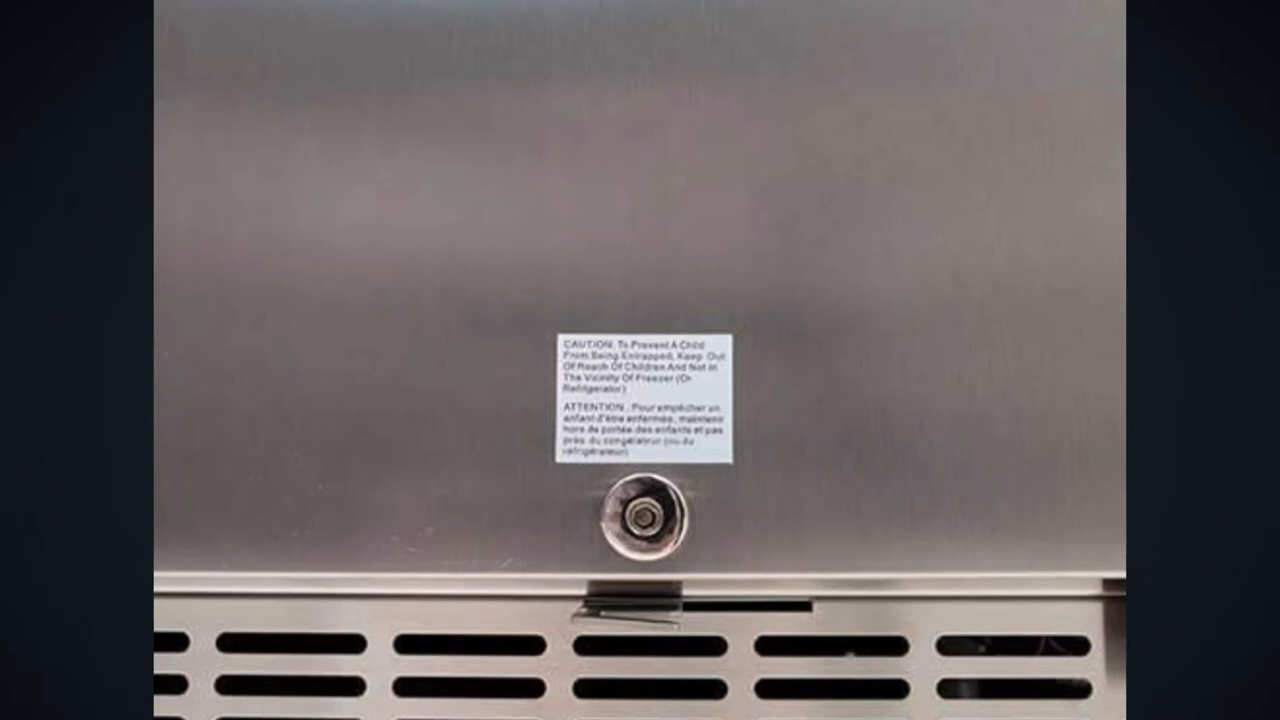 CAUTION: To Prevent A Child
From Being Entrapped, Keep Out
Of Reach Of Children And Not In
The Vicinity Of Freezer (Or
Refrigerator)
ATTENTION : Pour empêcher un
enfant d'être enfermé, maintenir
hors de portée des enfants et pas
près du congélateur (ou du
réfrigérateur)